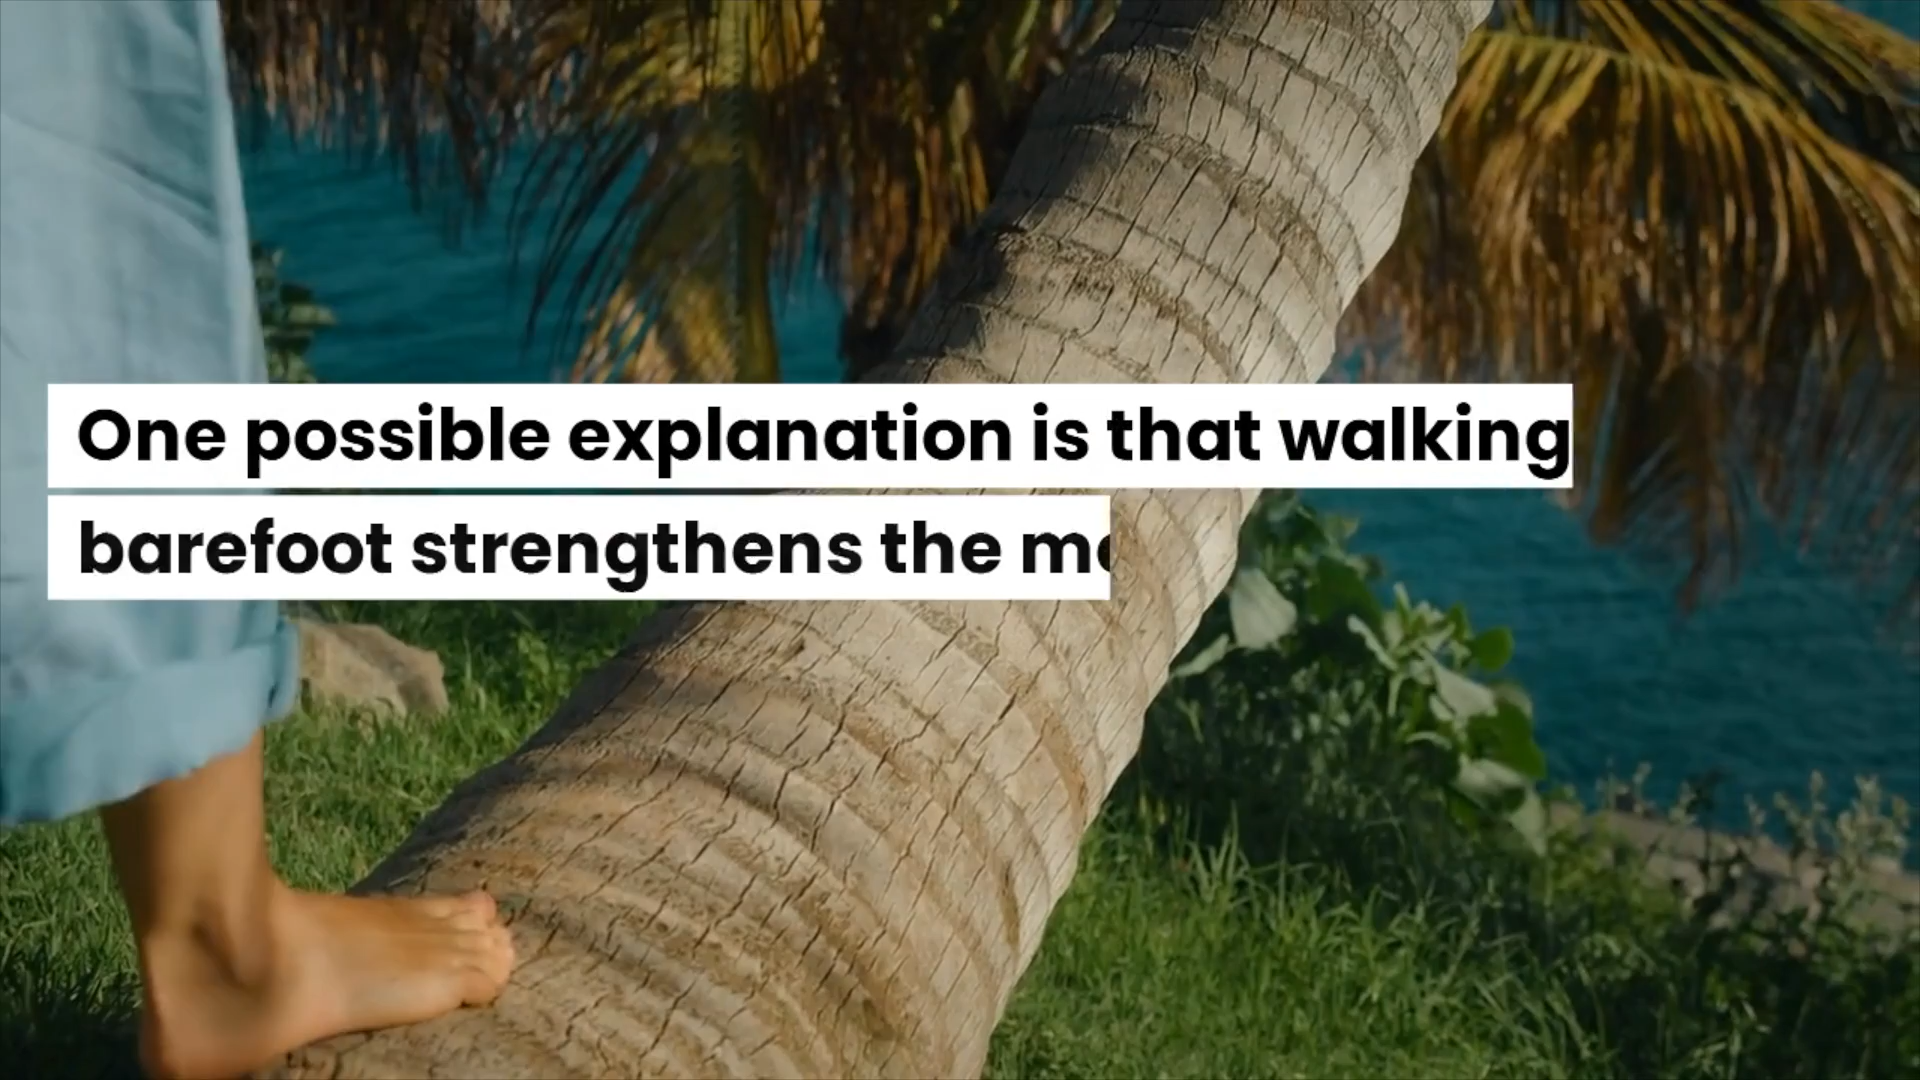 One possible explanation is that walking
barefoot strengthens the